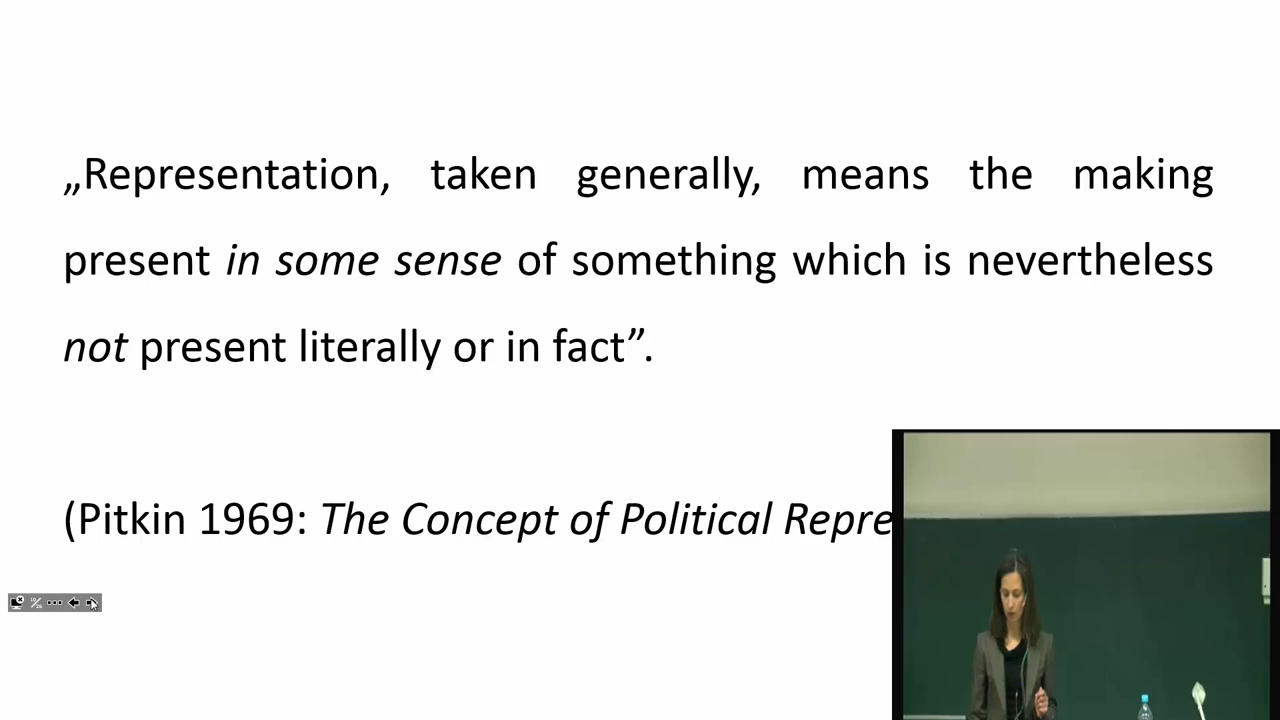 „Representation, taken generally, means the making
present in some sense of something which is nevertheless
not present literally or in fact”.
(Pitkin 1969: The Concept of Political Repre